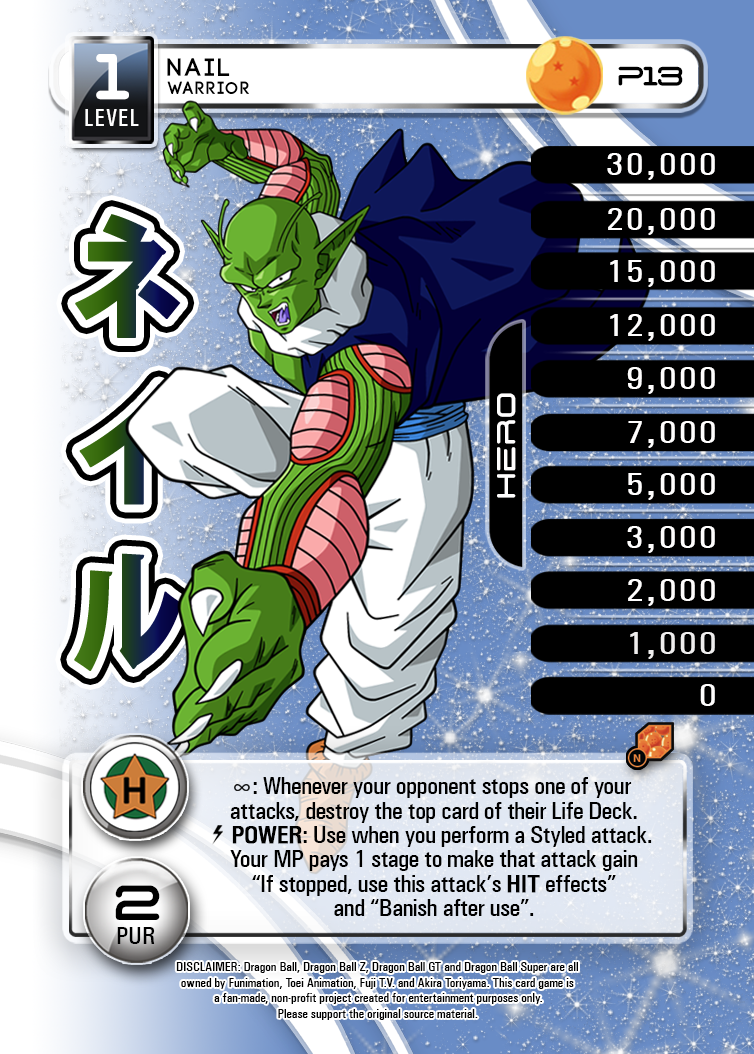 1
LEVEL
NAIL
WARRIOR
P13
ネイル
30,000
20,000
15,000
12,000
9,000
7,000
5,000
3,000
2,000
1,000
0
HERO
N
H
2
PUR
∞: Whenever your opponent stops one of your
attacks, destroy the top card of their Life Deck.
⚡ POWER: Use when you perform a Styled attack.
Your MP pays 1 stage to make that attack gain
“If stopped, use this attack’s HIT effects”
and “Banish after use”.
DISCLAIMER: Dragon Ball, Dragon Ball Z, Dragon Ball GT and Dragon Ball Super are all
owned by Funimation, Toei Animation, Fuji T.V. and Akira Toriyama. This card game is
a fan-made, non-profit project created for entertainment purposes only.
Please support the original source material.